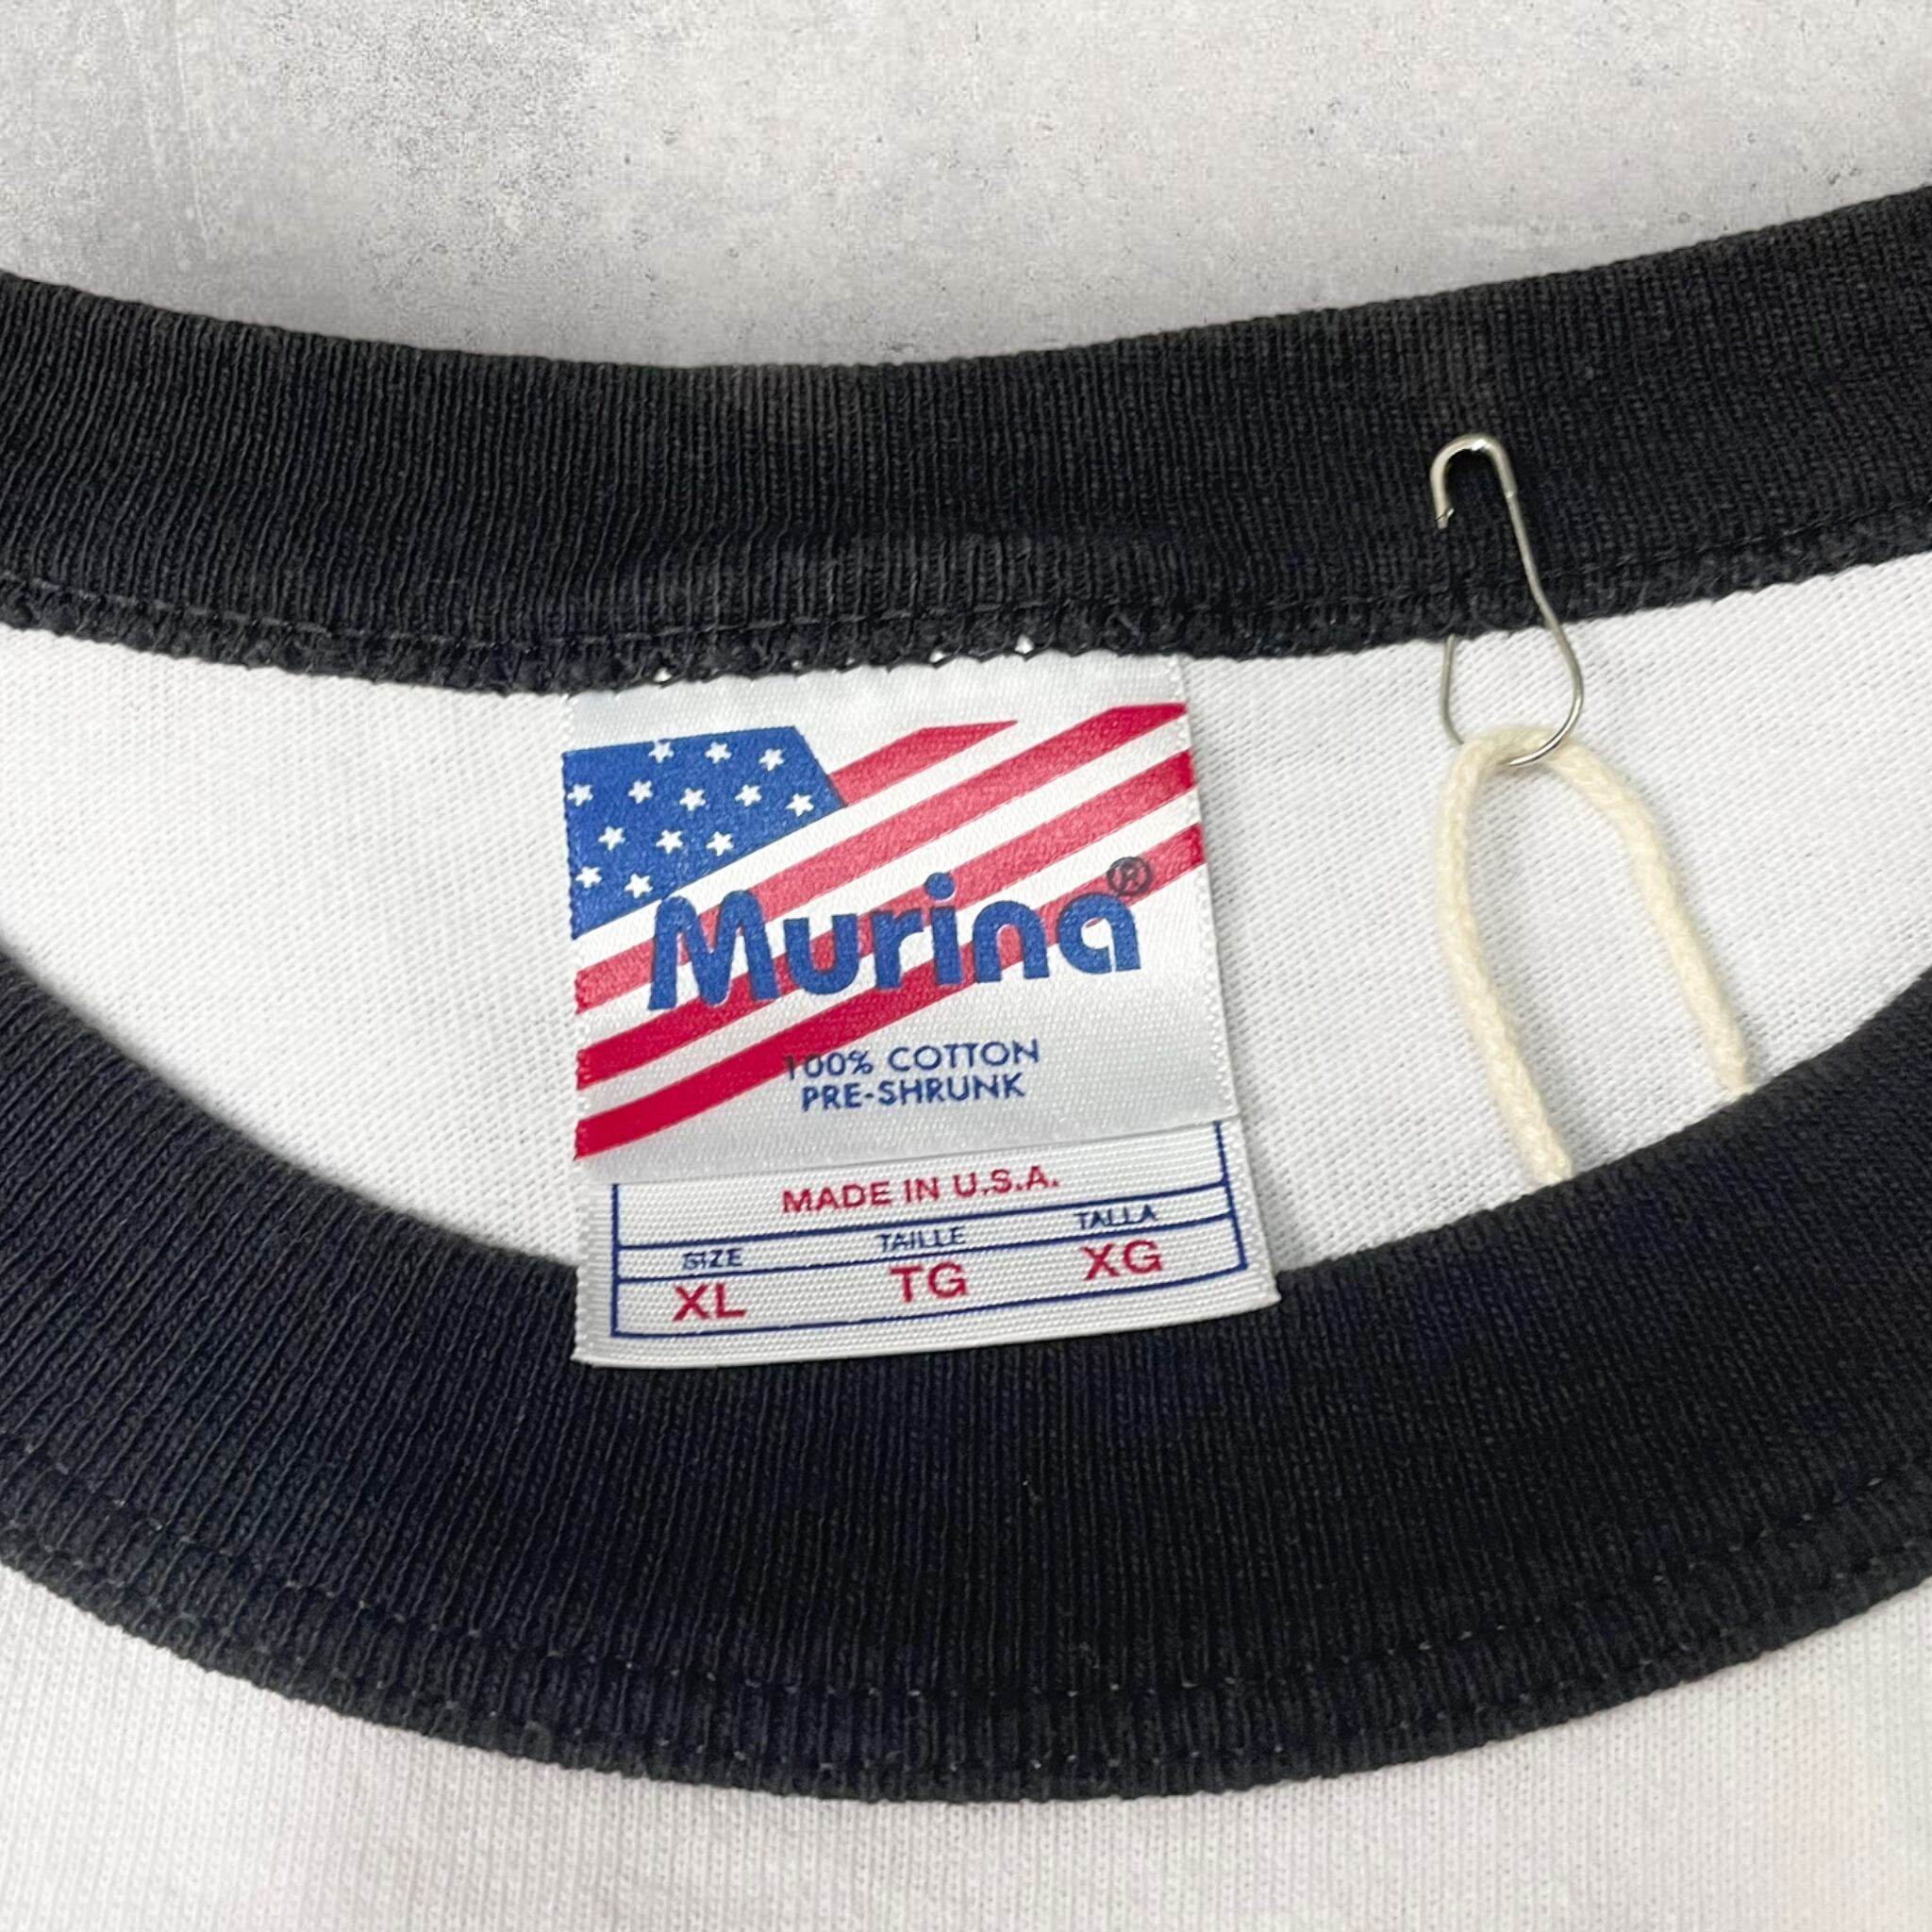 Murina®
100% COTTON
PRE-SHRUNK
MADE IN U.S.A.
SIZE TAILLE TALLA
XL TG XG